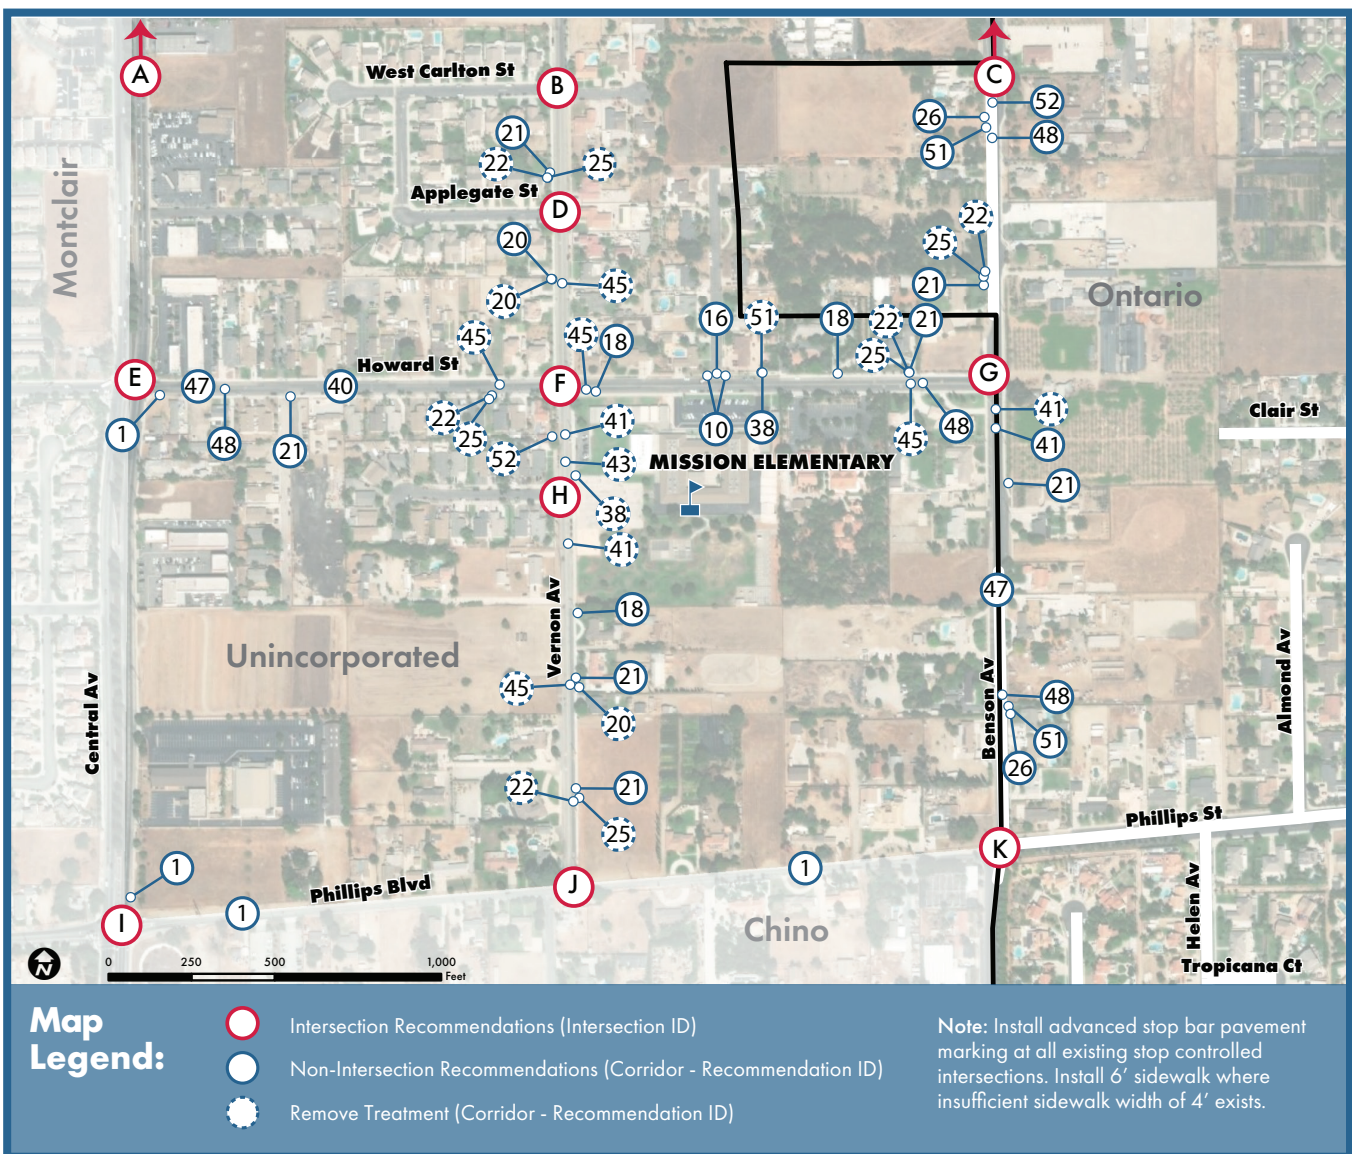 A
West Carlton St
B
C
52
26
48
51
21
22
25
Applegate St
D
Montclair
22
25
21
20
45
20
Ontario
16
51
18
22
21
25
45
45
18
Howard St
E
47
40
F
G
1
48
21
22
25
52
41
10
38
45
48
41
41
Clair St
43
MISSION ELEMENTARY
21
H
38
41
47
18
Vernon Av
Unincorporated
45
21
20
Central Av
Benson Av
48
51
26
Almond Av
22
21
25
Phillips St
K
1
Phillips Blvd
J
1
I
1
Chino
Helen Av
Tropicana Ct
N
0 250 500 1,000
Feet
Map
Legend:
Intersection Recommendations (Intersection ID)
Non-Intersection Recommendations (Corridor - Recommendation ID)
Remove Treatment (Corridor - Recommendation ID)
Note: Install advanced stop bar pavement
marking at all existing stop controlled
intersections. Install 6’ sidewalk where
insufficient sidewalk width of 4’ exists.